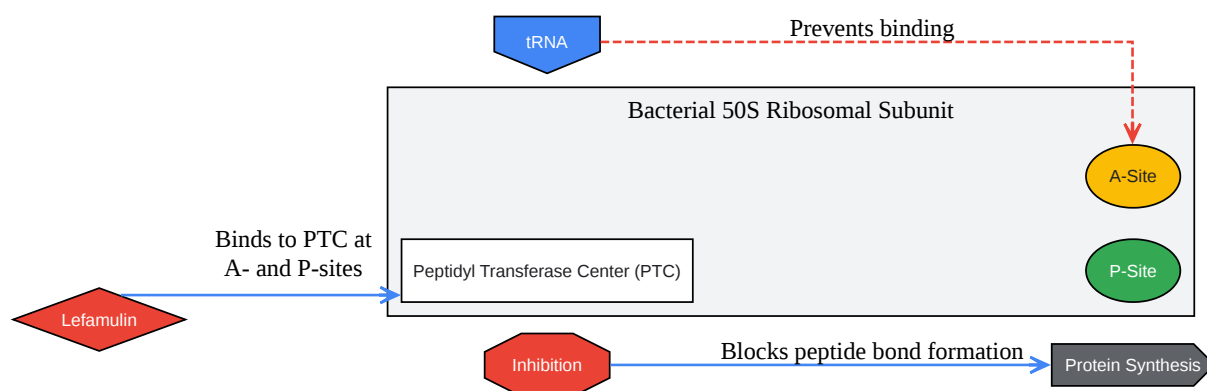 tRNA
Prevents binding
Bacterial 50S Ribosomal Subunit
A-Site
Binds to PTC at
A- and P-sites
Peptidyl Transferase Center (PTC)
P-Site
Lefamulin
Inhibition
Blocks peptide bond formation
Protein Synthesis